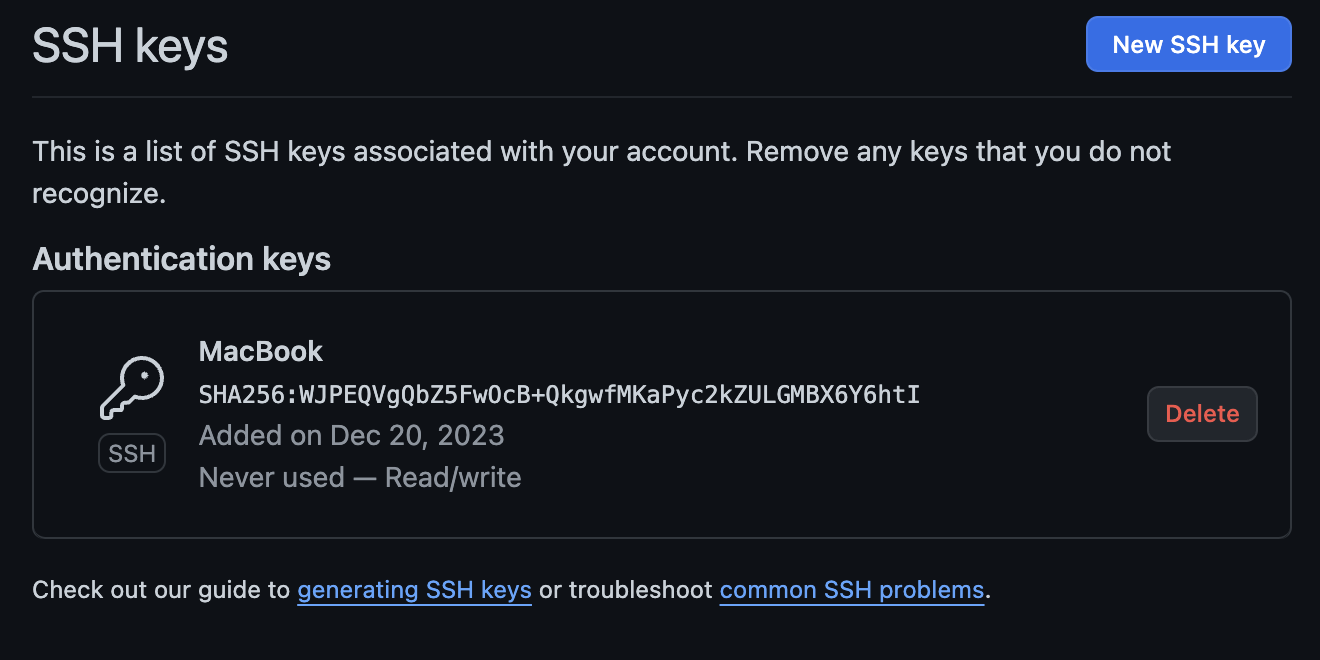 SSH keys
New SSH key
This is a list of SSH keys associated with your account. Remove any keys that you do not
recognize.
Authentication keys
MacBook
SHA256:WJPEQVgQbZ5FwOcB+QkgwfMKaPyc2kZULGMBX6Y6htI
SSH
Added on Dec 20, 2023
Never used — Read/write
Delete
Check out our guide to generating SSH keys or troubleshoot common SSH problems.